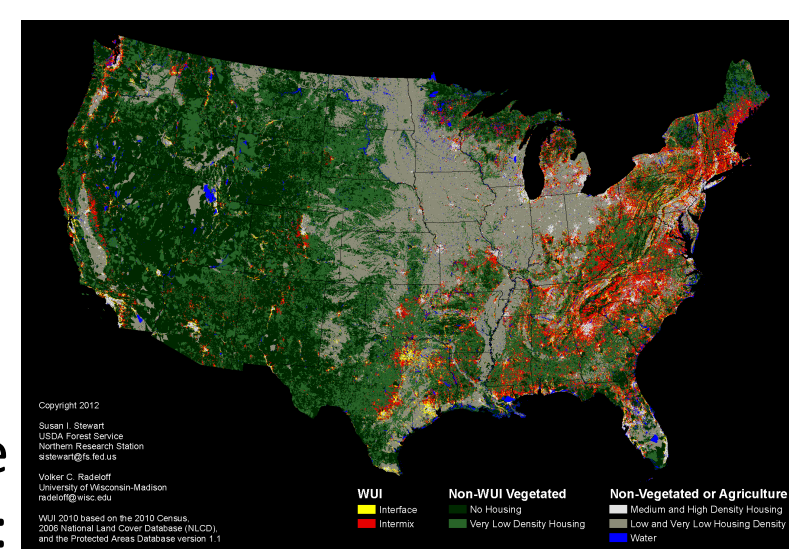 Copyright 2012
Susan I. Stewart
USDA Forest Service
Northern Research Station
sistewart@fs.fed.us
Volker C. Radeloff
University of Wisconsin-Madison
radeloff@wisc.edu
WUI 2010 based on the 2010 Census,
2006 National Land Cover Database (NLCD),
and the Protected Areas Database version 1.1
WUI
Interface
Intermix
Non-WUI Vegetated
No Housing
Very Low Density Housing
Non-Vegetated or Agriculture
Medium and High Density Housing
Low and Very Low Housing Density
Water
e
: